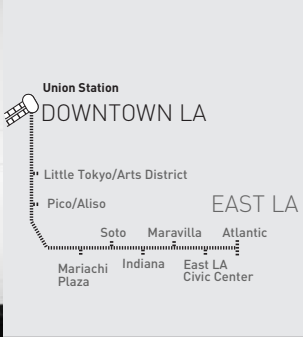 Union Station
DOWNTOWN LA
Little Tokyo/Arts District
Pico/Aliso
EAST LA
Soto Maravilla Atlantic
Mariachi Plaza
Indiana
East LA Civic Center